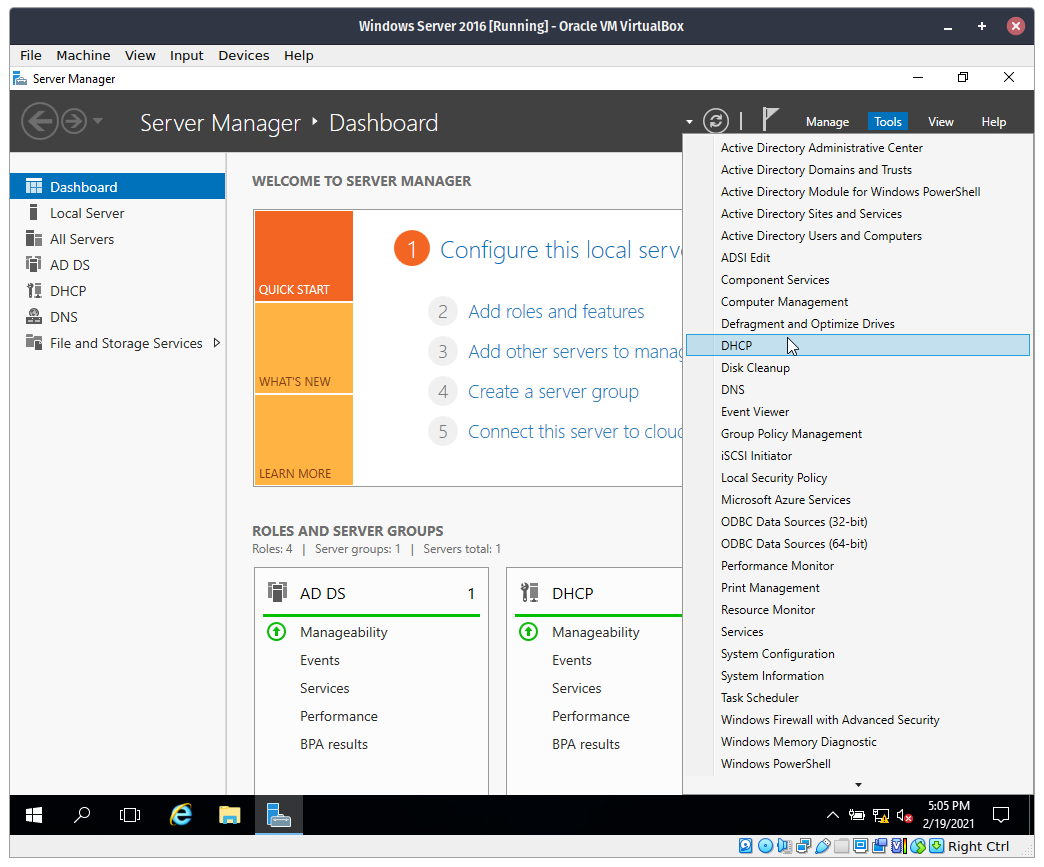 Windows Server 2016 [Running] - Oracle VM VirtualBox
File Machine View Input Devices Help
Server Manager
Server Manager Dashboard
Manage Tools View Help
Dashboard
Local Server
All Servers
AD DS
DHCP
DNS
File and Storage Services
WELCOME TO SERVER MANAGER
QUICK START
WHAT'S NEW
LEARN MORE
1 Configure this local serve
2 Add roles and features
3 Add other servers to manag
4 Create a server group
5 Connect this server to cloud
ROLES AND SERVER GROUPS
Roles: 4 | Server groups: 1 | Servers total: 1
AD DS 1
Manageability
Events
Services
Performance
BPA results
DHCP
Manageability
Events
Services
Performance
BPA results
Active Directory Administrative Center
Active Directory Domains and Trusts
Active Directory Module for Windows PowerShell
Active Directory Sites and Services
Active Directory Users and Computers
ADSI Edit
Component Services
Computer Management
Defragment and Optimize Drives
DHCP
Disk Cleanup
DNS
Event Viewer
Group Policy Management
iSCSI Initiator
Local Security Policy
Microsoft Azure Services
ODBC Data Sources (32-bit)
ODBC Data Sources (64-bit)
Performance Monitor
Print Management
Resource Monitor
Services
System Configuration
System Information
Task Scheduler
Windows Firewall with Advanced Security
Windows Memory Diagnostic
Windows PowerShell
5:05 PM
2/19/2021
Right Ctrl